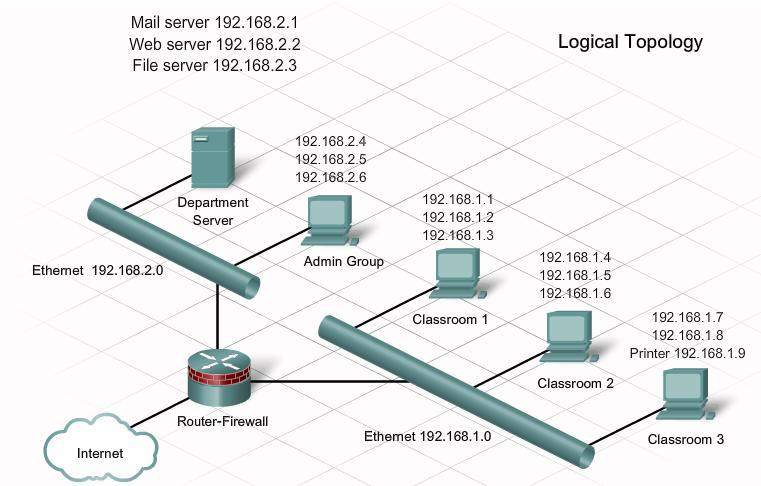 Mail server 192.168.2.1
Web server 192.168.2.2
File server 192.168.2.3
Logical Topology
192.168.2.4
192.168.2.5
192.168.2.6
Department
Server
Admin Group
Ethernet 192.168.2.0
192.168.1.1
192.168.1.2
192.168.1.3
Classroom 1
192.168.1.4
192.168.1.5
192.168.1.6
Classroom 2
192.168.1.7
192.168.1.8
Printer 192.168.1.9
Classroom 3
Router-Firewall
Ethernet 192.168.1.0
Internet